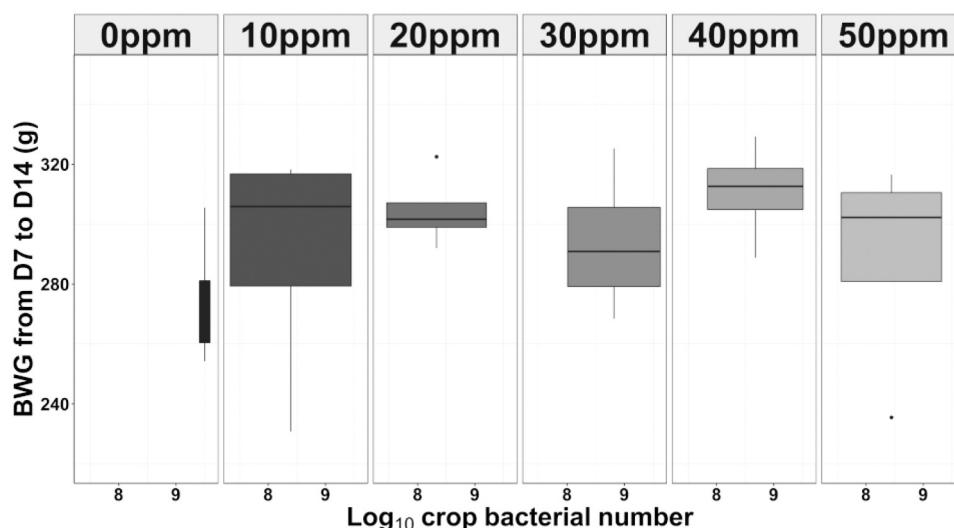 0ppm 10ppm 20ppm 30ppm 40ppm 50ppm
BWG from D7 to D14 (g)
320
280
240
8 9 8 9 8 9 8 9 8 9 8 9
Log₁₀ crop bacterial number